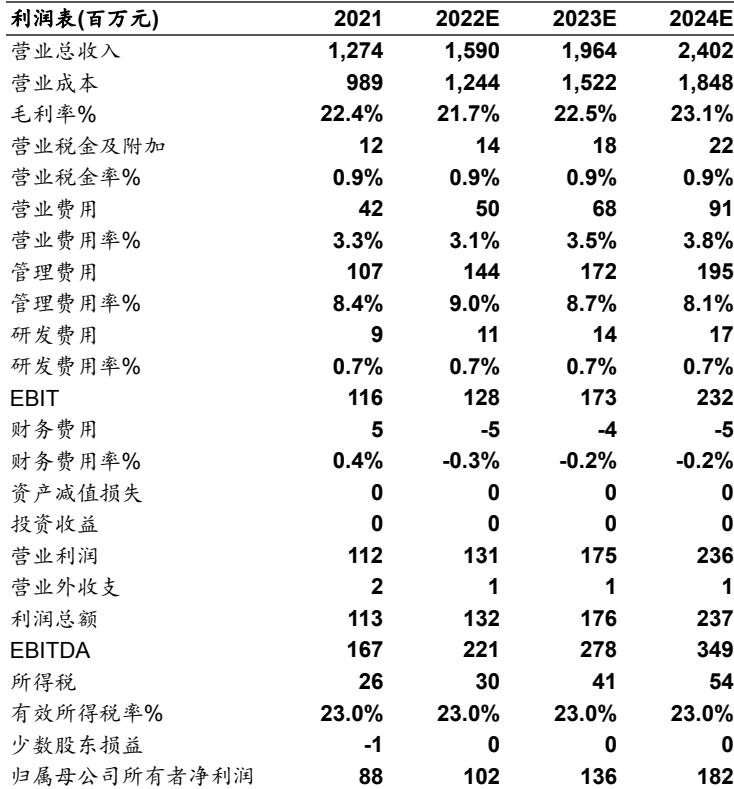 利润表(百万元) 2021 2022E 2023E 2024E
营业总收入 1,274 1,590 1,964 2,402
营业成本 989 1,244 1,522 1,848
毛利率% 22.4% 21.7% 22.5% 23.1%
营业税金及附加 12 14 18 22
营业税金率% 0.9% 0.9% 0.9% 0.9%
营业费用 42 50 68 91
营业费用率% 3.3% 3.1% 3.5% 3.8%
管理费用 107 144 172 195
管理费用率% 8.4% 9.0% 8.7% 8.1%
研发费用 9 11 14 17
研发费用率% 0.7% 0.7% 0.7% 0.7%
EBIT 116 128 173 232
财务费用 5 -5 -4 -5
财务费用率% 0.4% -0.3% -0.2% -0.2%
资产减值损失 0 0 0 0
投资收益 0 0 0 0
营业利润 112 131 175 236
营业外收支 2 1 1 1
利润总额 113 132 176 237
EBITDA 167 221 278 349
所得税 26 30 41 54
有效所得税率% 23.0% 23.0% 23.0% 23.0%
少数股东损益 -1 0 0 0
归属母公司所有者净利润 88 102 136 182